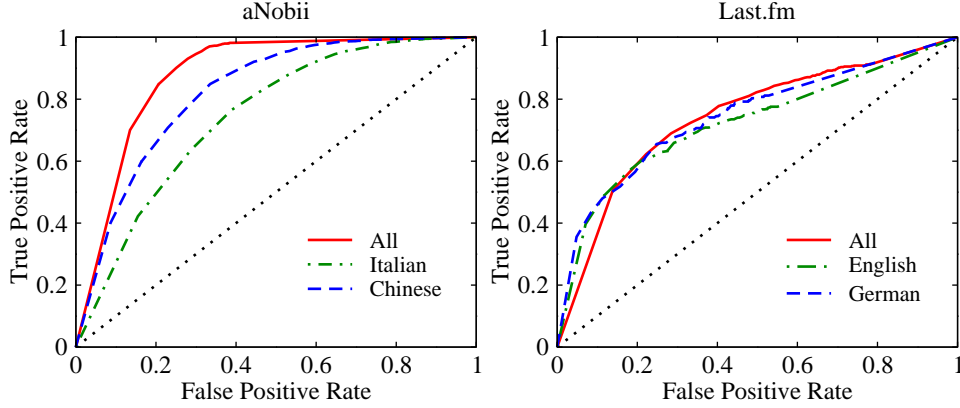 aNobii
True Positive Rate
1
0.8
0.6
0.4
0.2
0
All
Italian
Chinese
0 0.2 0.4 0.6 0.8 1
False Positive Rate
Last.fm
True Positive Rate
1
0.8
0.6
0.4
0.2
0
All
English
German
0 0.2 0.4 0.6 0.8 1
False Positive Rate